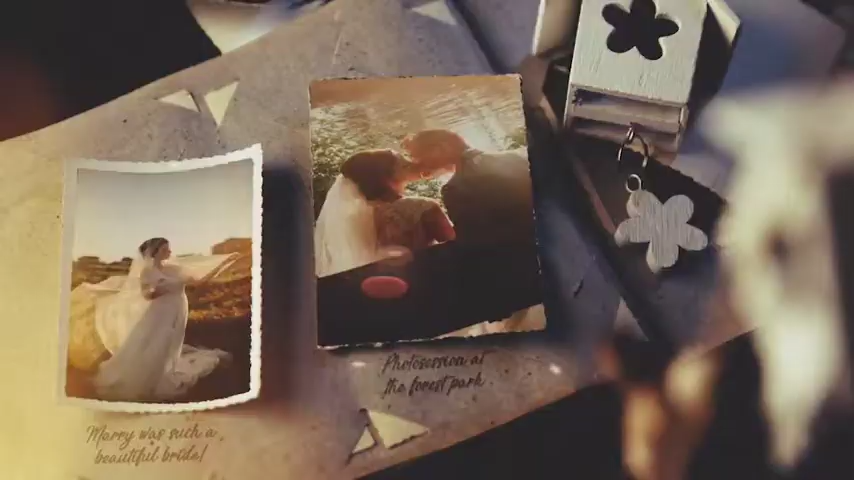 Marry was such a
beautiful bride!
Photosession at
the forest park